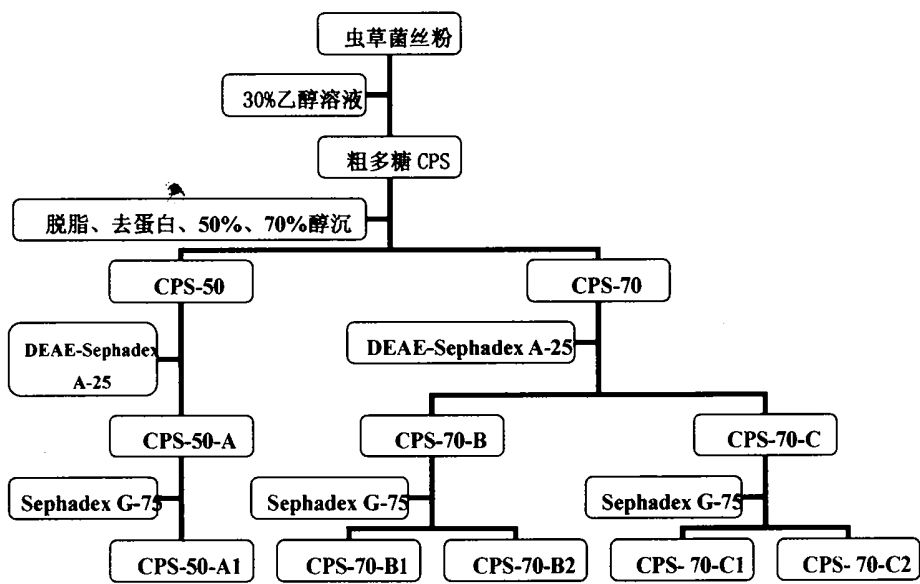 虫草菌丝粉
30%乙醇溶液
粗多糖 CPS
脱脂、去蛋白、50%、70%醇沉
CPS-50
CPS-70
DEAE-Sephadex
A-25
DEAE-Sephadex A-25
CPS-50-A
CPS-70-B
CPS-70-C
Sephadex G-75
Sephadex G-75
Sephadex G-75
CPS-50-A1
CPS-70-B1
CPS-70-B2
CPS- 70-C1
CPS- 70-C2